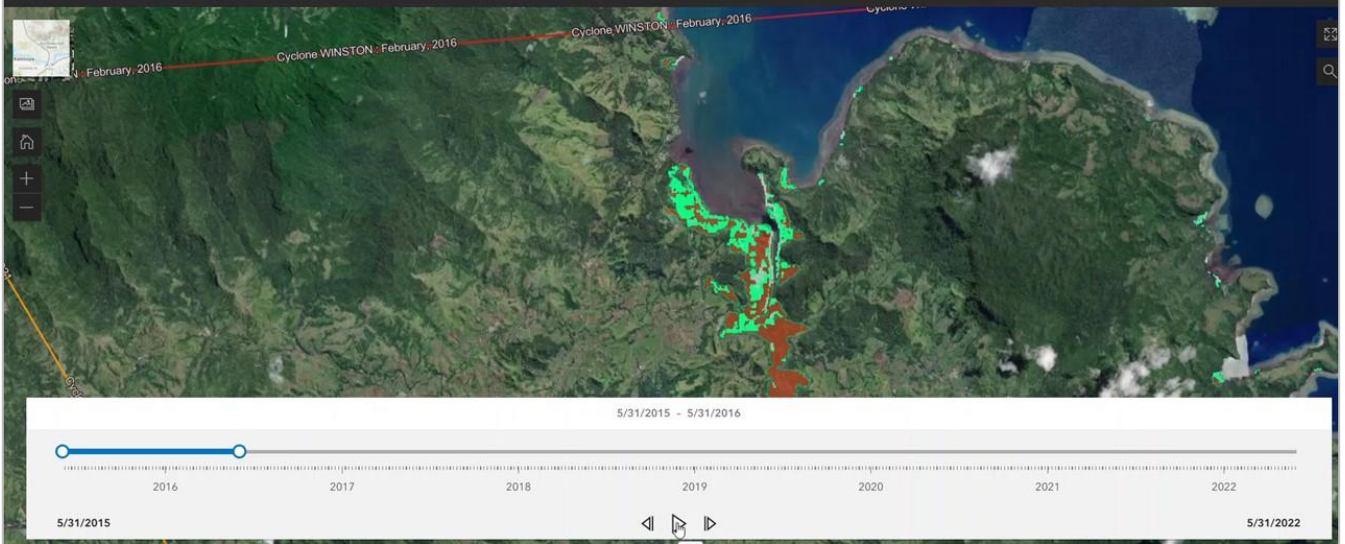 Cyclone WINSTON : February, 2016
Cyclone WINSTON : February, 2016
: February, 2016
5/31/2015 - 5/31/2016
2016 2017 2018 2019 2020 2021 2022
5/31/2015 5/31/2022